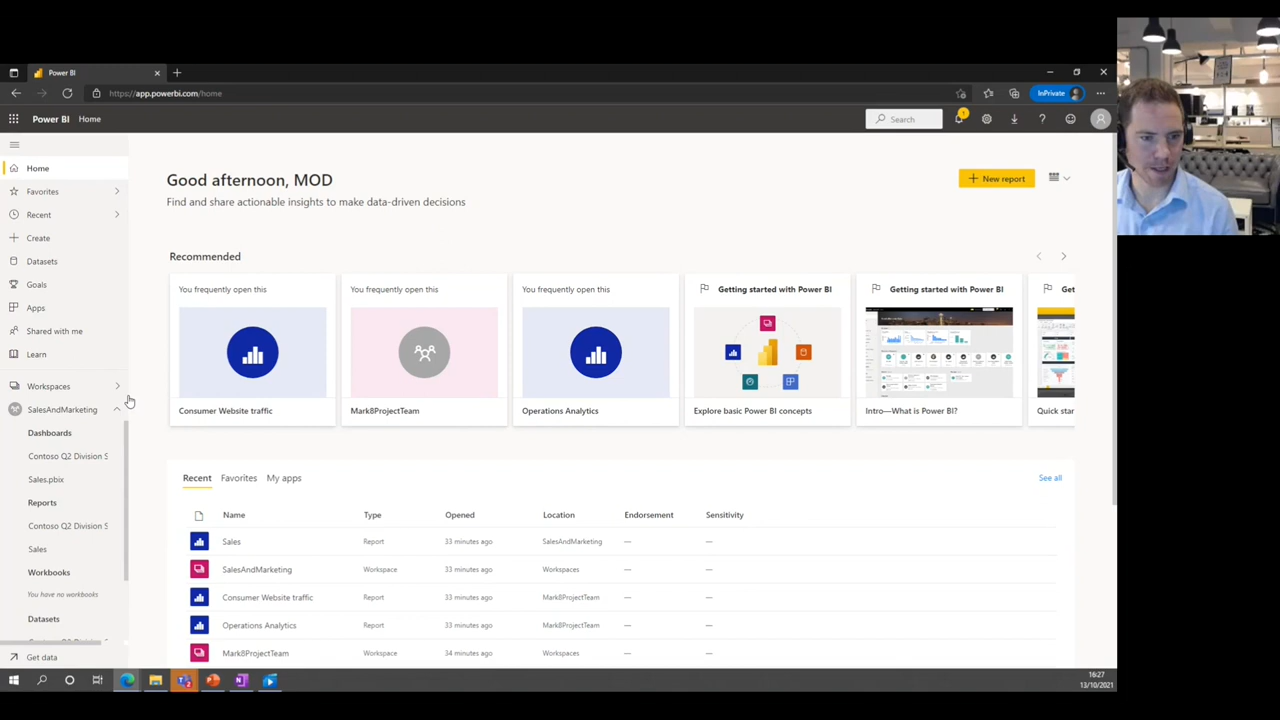 Power BI
https://app.powerbi.com/home
InPrivate
Power BI Home
Search
1
Home
Favorites
Recent
Create
Datasets
Goals
Apps
Shared with me
Learn
Workspaces
SalesAndMarketing
Dashboards
Contoso Q2 Division S
Sales.pbix
Reports
Contoso Q2 Division S
Sales
Workbooks
You have no workbooks
Datasets
Get data
Good afternoon, MOD
Find and share actionable insights to make data-driven decisions
New report
Recommended
You frequently open this
Consumer Website traffic
You frequently open this
Mark8ProjectTeam
You frequently open this
Operations Analytics
Getting started with Power BI
Explore basic Power BI concepts
Getting started with Power BI
Intro—What is Power BI?
Get
Quick star
Recent Favorites My apps See all
Name Type Opened Location Endorsement Sensitivity
Sales Report 33 minutes ago SalesAndMarketing — —
SalesAndMarketing Workspace 33 minutes ago Workspaces — —
Consumer Website traffic Report 33 minutes ago Mark8ProjectTeam — —
Operations Analytics Report 33 minutes ago Mark8ProjectTeam — —
Mark8ProjectTeam Workspace 34 minutes ago Workspaces — —
16:27
13/10/2021